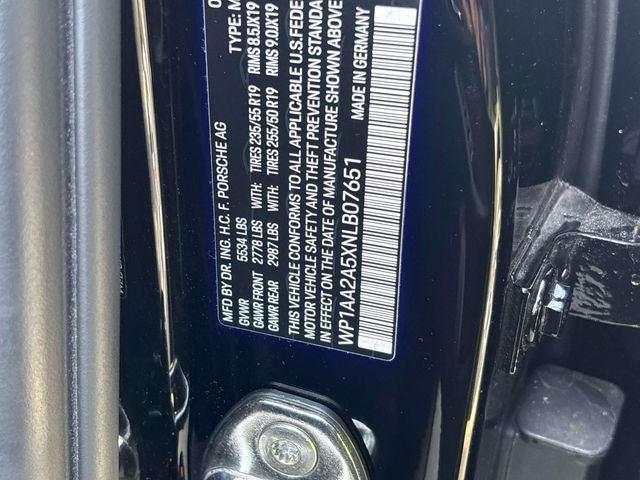 MFD BY DR. ING. H.C. F. PORSCHE AG
GVWR 5534 LBS
GAWR FRONT 2778 LBS WITH: TIRES 235/55 R19 RIMS 8.5JX19
GAWR REAR 2987 LBS WITH: TIRES 255/50 R19 RIMS 9.0JX19
THIS VEHICLE CONFORMS TO ALL APPLICABLE U.S. FEDE
MOTOR VEHICLE SAFETY AND THEFT PREVENTION STANDA
IN EFFECT ON THE DATE OF MANUFACTURE SHOWN ABOVE
WP1AA2A5XNLB07651 MADE IN GERMANY
TYPE: M